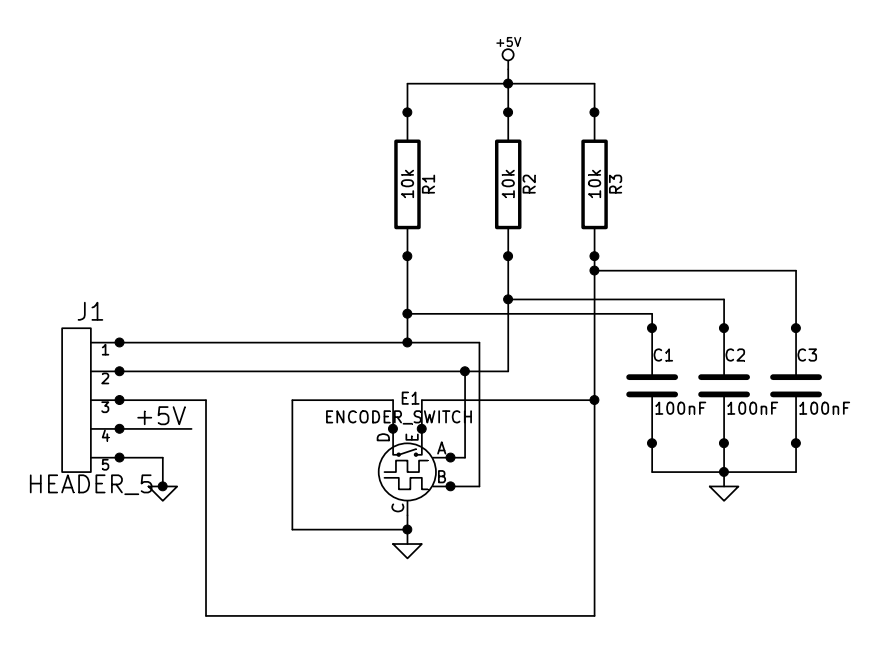 +5V
10k
R1
10k
R2
10k
R3
J1
1
2
3
4
5
+5V
HEADER_5
E1
ENCODER_SWITCH
D
E
A
B
C
C1
100nF
C2
100nF
C3
100nF